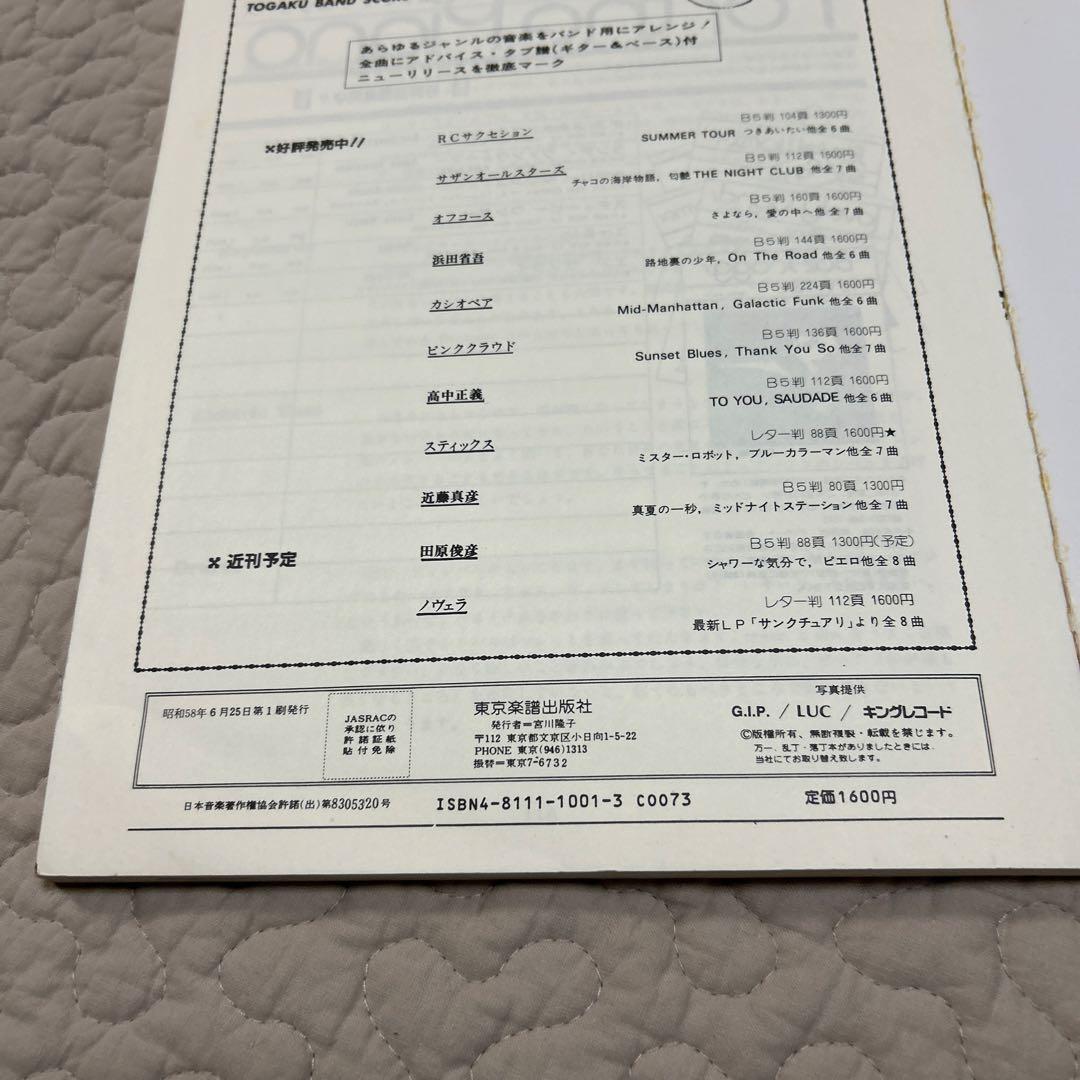 TOGAKU BAND SCORE
あらゆるジャンルの音楽をバンド用にアレンジ!
全曲にアドバイス・タブ譜(ギター&ベース)付
ニューリリースを徹底マーク
×好評発売中!!
RCサクセション
B5判 104頁 1300円
SUMMER TOUR つきあいたい他全6曲
サザンオールスターズ
B5判 112頁 1600円
チャコの海岸物語, 匂艶THE NIGHT CLUB 他全7曲
オフコース
B5判 160頁 1600円
さよなら, 愛の中へ他 全7曲
浜田省吾
B5判 144頁 1600円
路地裏の少年, On The Road 他全6曲
カシオペア
B5判 224頁 1600円
Mid-Manhattan, Galactic Funk 他全6曲
ピンククラウド
B5判 136頁 1600円
Sunset Blues, Thank You So 他全7曲
高中正義
B5判 112頁 1600円
TO YOU, SAUDADE 他全6曲
スティックス
レター判 88頁 1600円★
ミスター・ロボット, ブルーカラーマン他全7曲
近藤真彦
B5判 80頁 1300円
真夏の一秒, ミッドナイトステーション他全7曲
×近刊予定
田原俊彦
B5判 88頁 1300円(予定)
シャワーな気分で, ピエロ他全8曲
ノヴェラ
レター判 112頁 1600円
最新LP「サンクチュアリ」より全8曲
昭和58年6月25日第1刷発行
JASRACの
承認に依り
許諾証紙
貼付免除
東京楽譜出版社
発行者=宮川隆子
〒112 東京都文京区小日向1-5-22
PHONE 東京(946)1313
振替=東京7-6732
写真提供
G.I.P. / LUC / キングレコード
©版権所有、無断複製・転載を禁じます。
万一、乱丁・落丁本がありましたときには、
当社にてお取り替え致します。
日本音楽著作権協会許諾(出)第8305320号
ISBN4-8111-1001-3 C0073
定価1600円